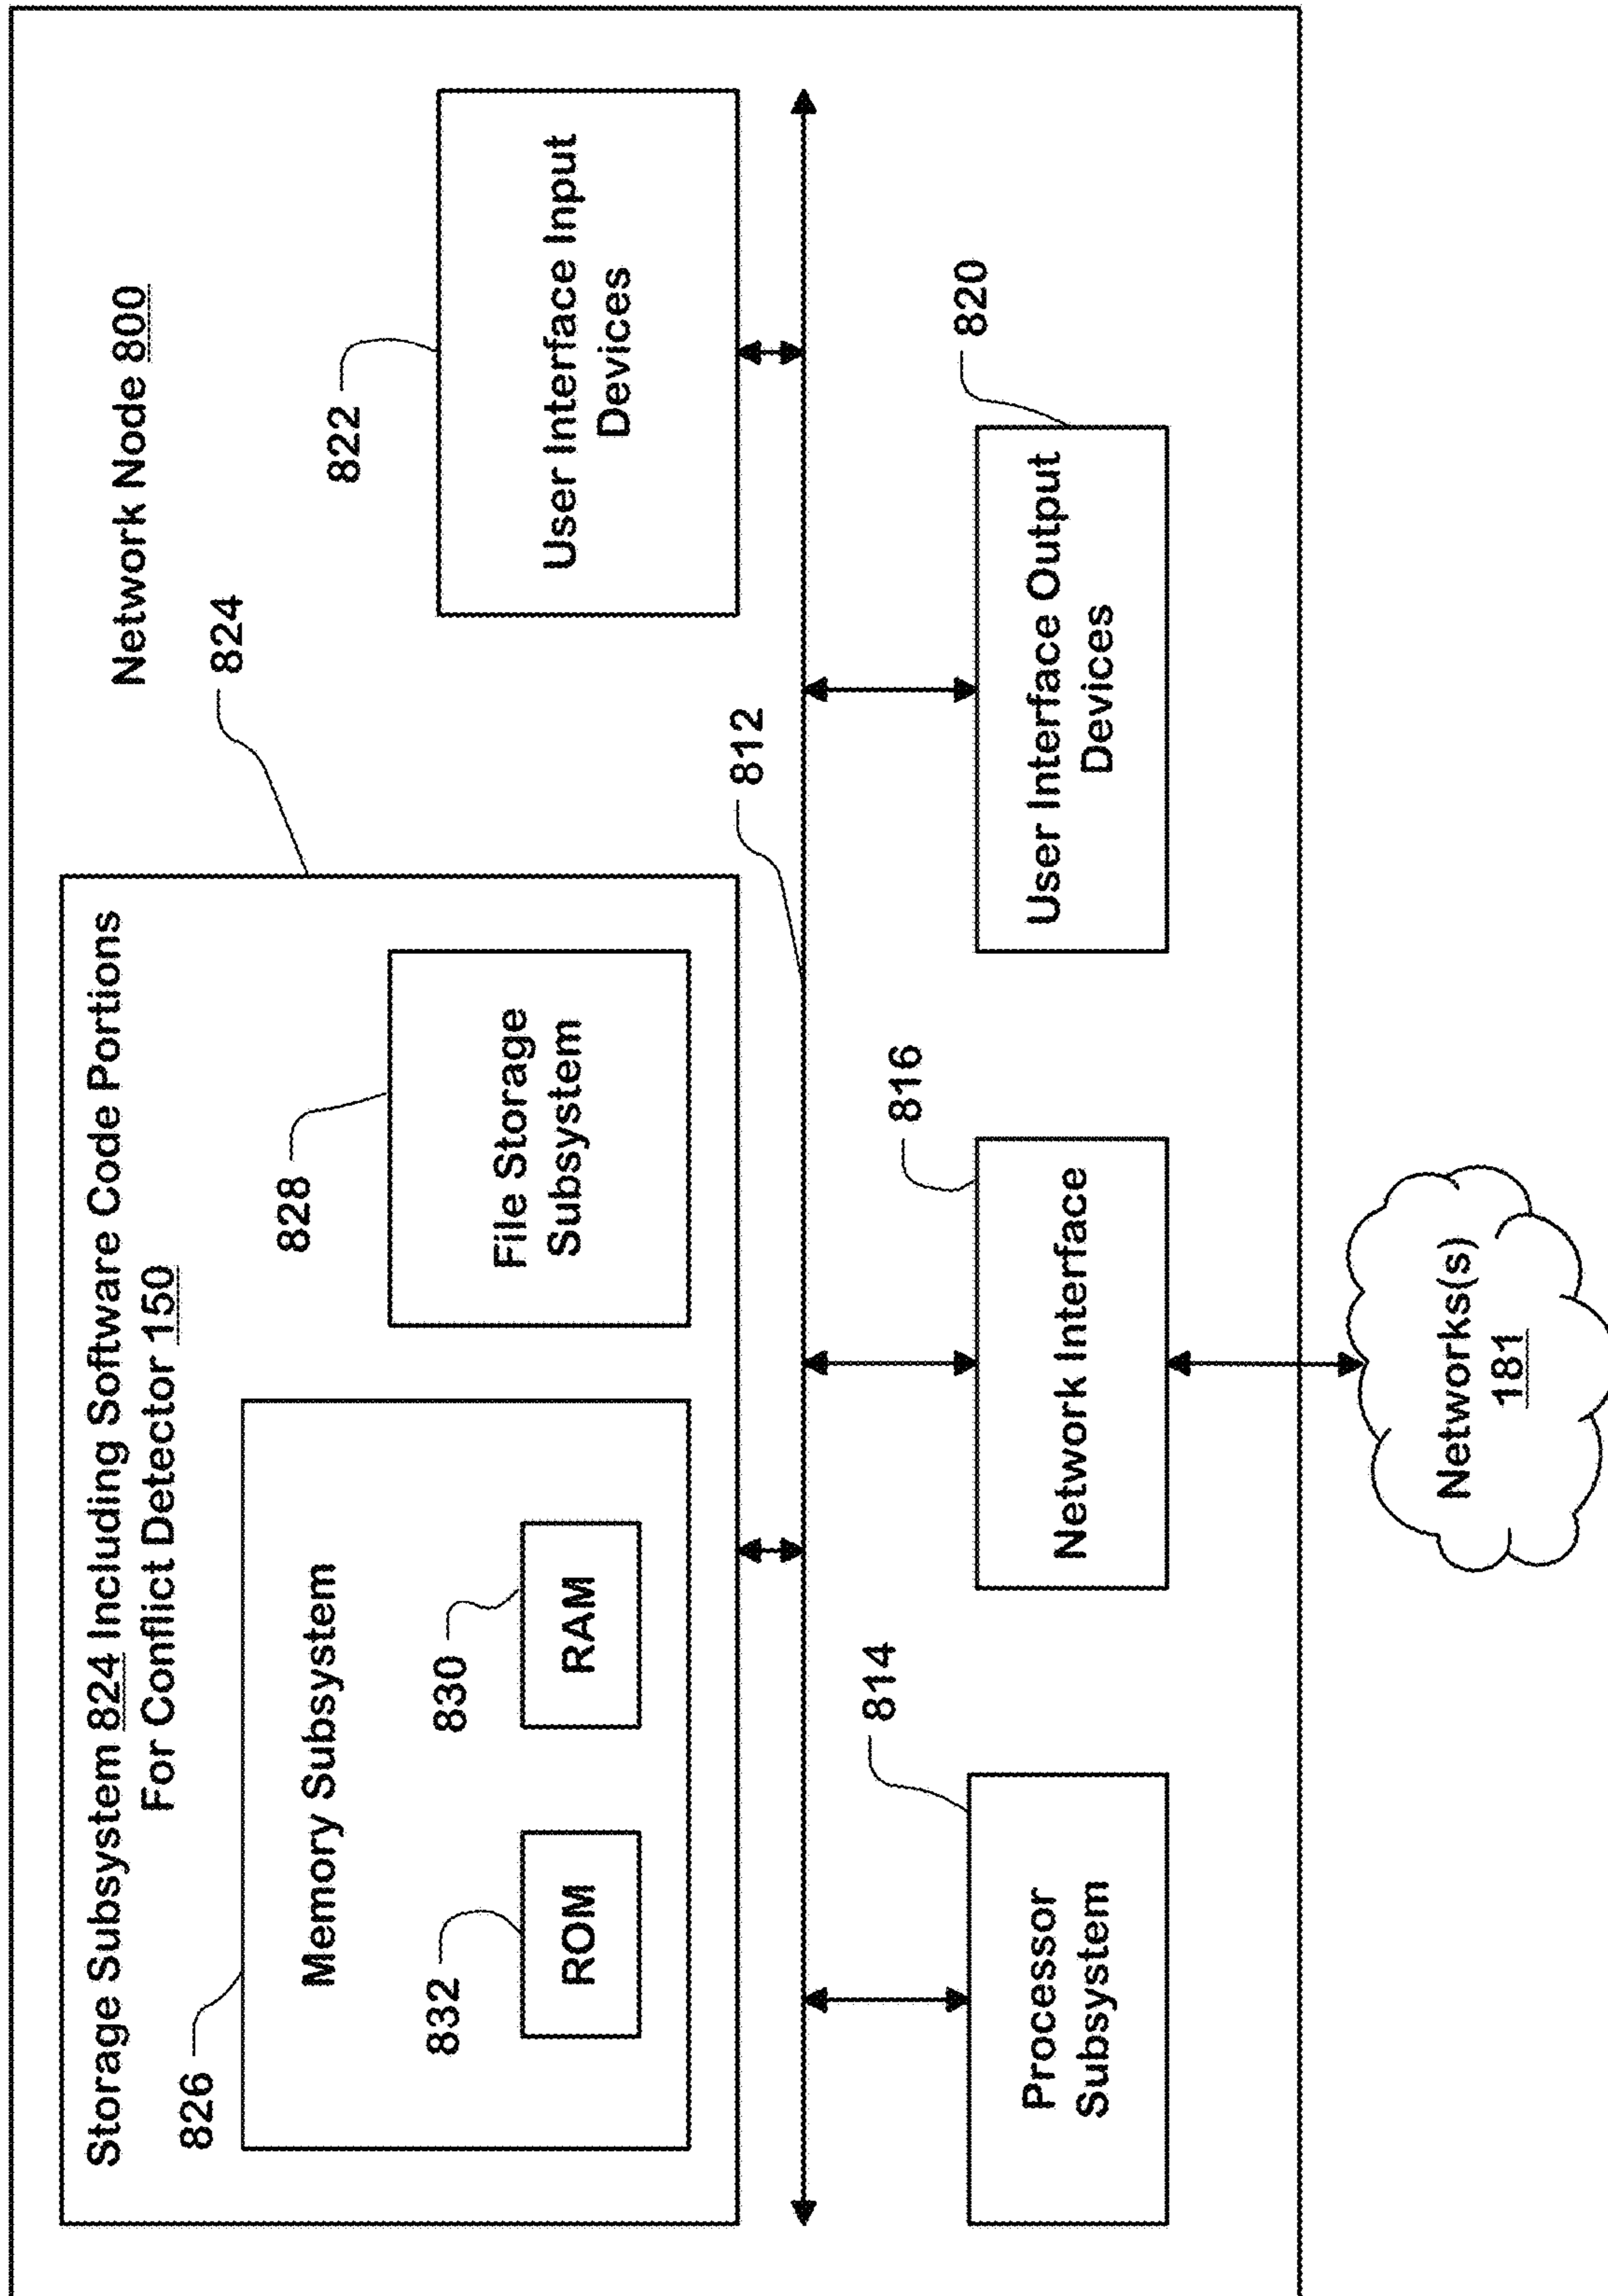 Network Node 800
824
Storage Subsystem 824 Including Software Code Portions
For Conflict Detector 150
826
Memory Subsystem
832
ROM
830
RAM
828
File Storage
Subsystem
822
User Interface Input
Devices
812
814
Processor
Subsystem
816
Network Interface
820
User Interface Output
Devices
Networks(s)
181